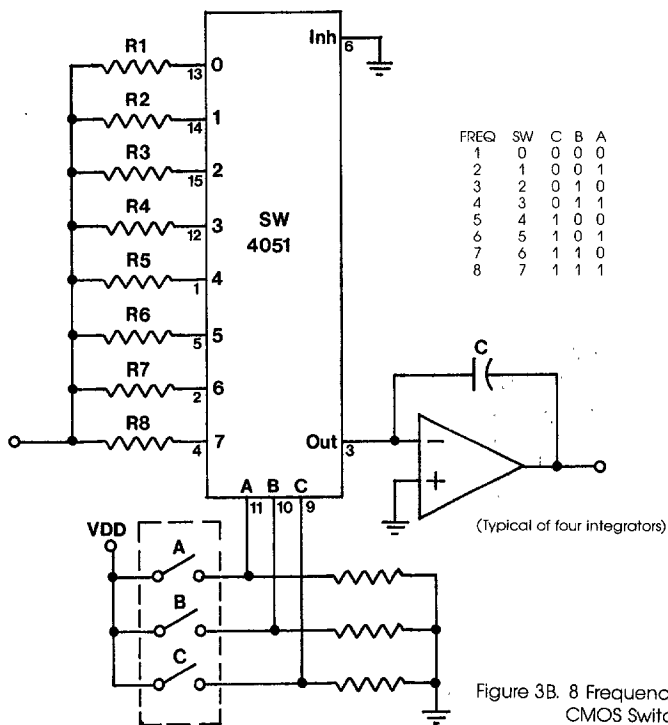 Inh
6
R1
13
0
R2
14
1
R3
15
2
R4
12
3
R5
1
4
R6
5
5
R7
2
6
R8
4
7
SW
4051
Out
3
A B C
11 10 9
FREQ SW C B A
1 0 0 0 0
2 1 0 0 1
3 2 0 1 0
4 3 0 1 1
5 4 1 0 0
6 5 1 0 1
7 6 1 1 0
8 7 1 1 1
C
−
+
(Typical of four integrators)
VDD
A
B
C
Figure 3B. 8 Frequenc
CMOS Switc